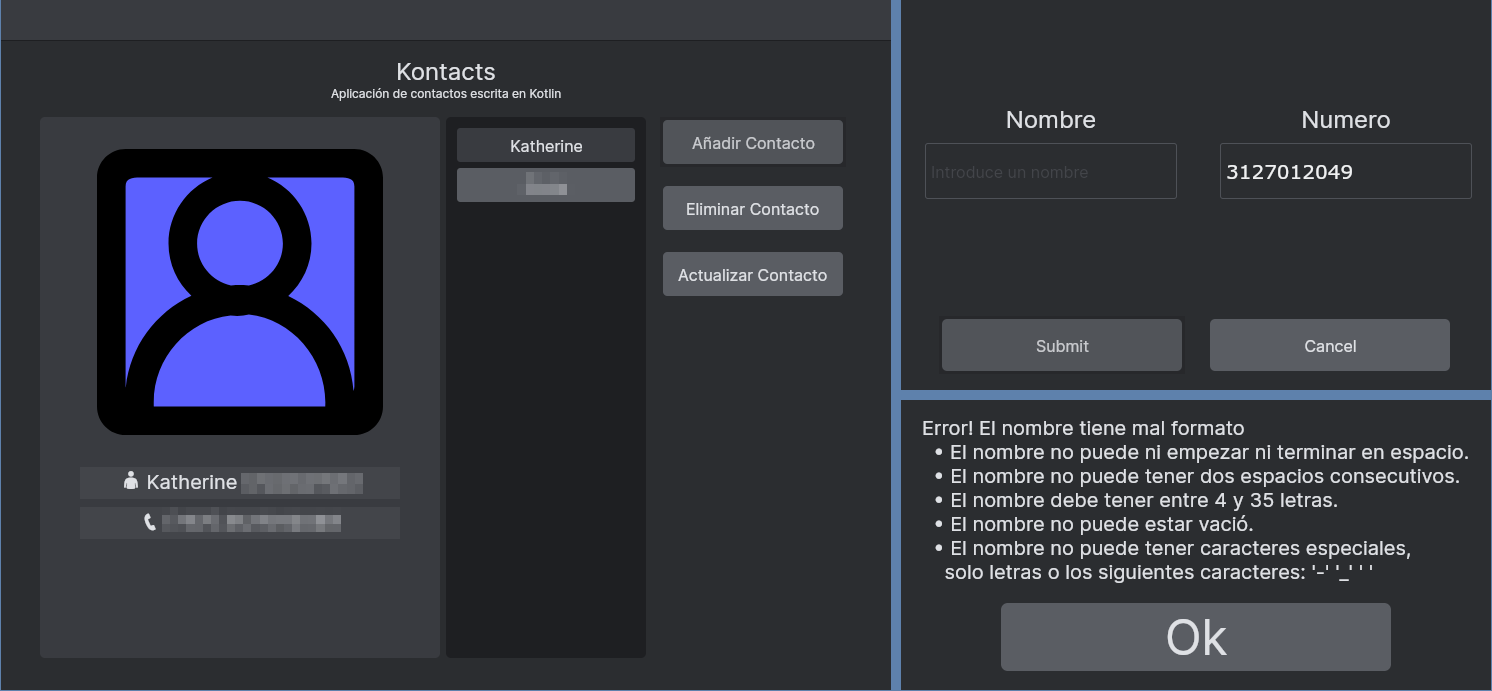 Kontacts
Aplicación de contactos escrita en Kotlin
Katherine
Katherine
Añadir Contacto
Eliminar Contacto
Actualizar Contacto
Nombre
Introduce un nombre
Numero
3127012049
Submit
Cancel
Error! El nombre tiene mal formato
• El nombre no puede ni empezar ni terminar en espacio.
• El nombre no puede tener dos espacios consecutivos.
• El nombre debe tener entre 4 y 35 letras.
• El nombre no puede estar vació.
• El nombre no puede tener caracteres especiales,
solo letras o los siguientes caracteres: '-' '_' ' '
Ok